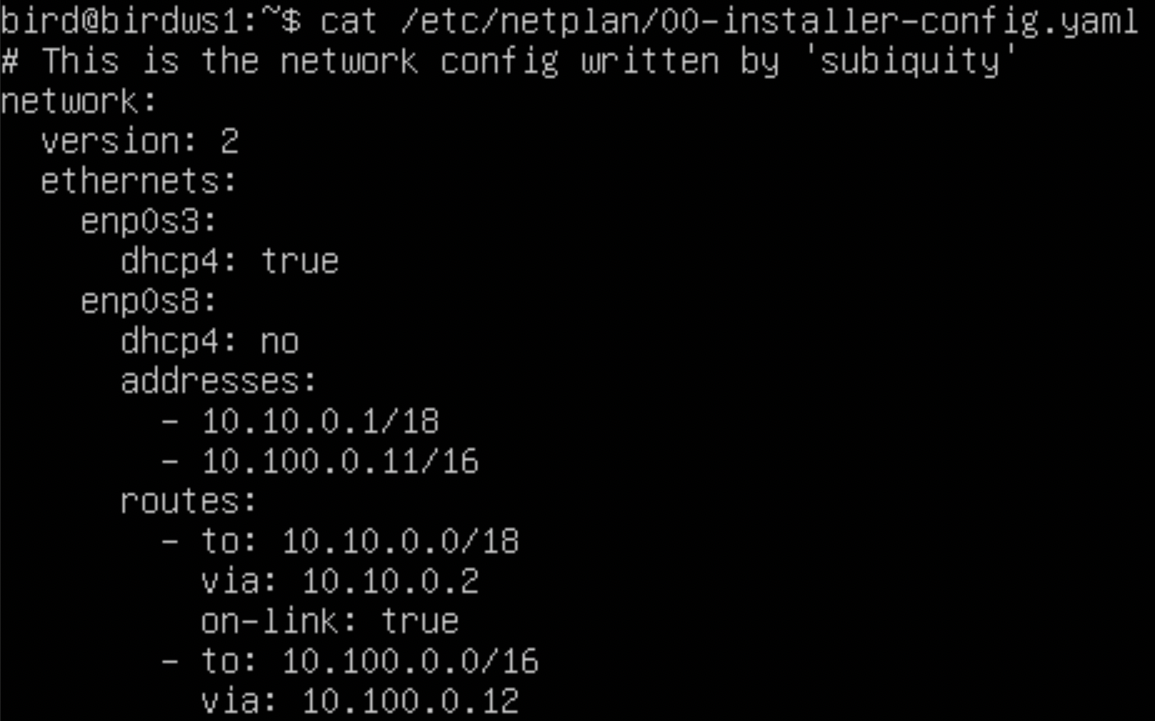 bird@birdws1:~$ cat /etc/netplan/00-installer-config.yaml
# This is the network config written by 'subiquity'
network:
  version: 2
  ethernets:
    enp0s3:
      dhcp4: true
    enp0s8:
      dhcp4: no
      addresses:
        - 10.10.0.1/18
        - 10.100.0.11/16
      routes:
        - to: 10.10.0.0/18
          via: 10.10.0.2
          on-link: true
        - to: 10.100.0.0/16
          via: 10.100.0.12